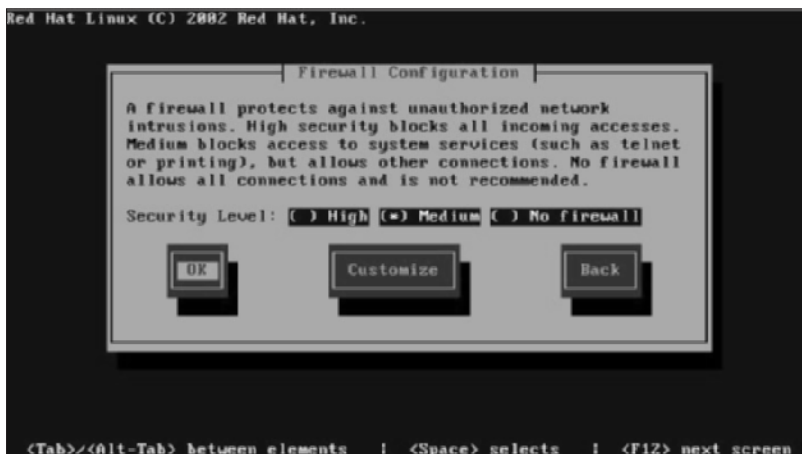 Red Hat Linux (C) 2002 Red Hat, Inc.
Firewall Configuration
A firewall protects against unauthorized network
intrusions. High security blocks all incoming accesses.
Medium blocks access to system services (such as telnet
or printing), but allows other connections. No firewall
allows all connections and is not recommended.
Security Level: ( ) High (*) Medium ( ) No firewall
OK Customize Back
<Tab>/<Alt-Tab> between elements | <Space> selects | <F12> next screen